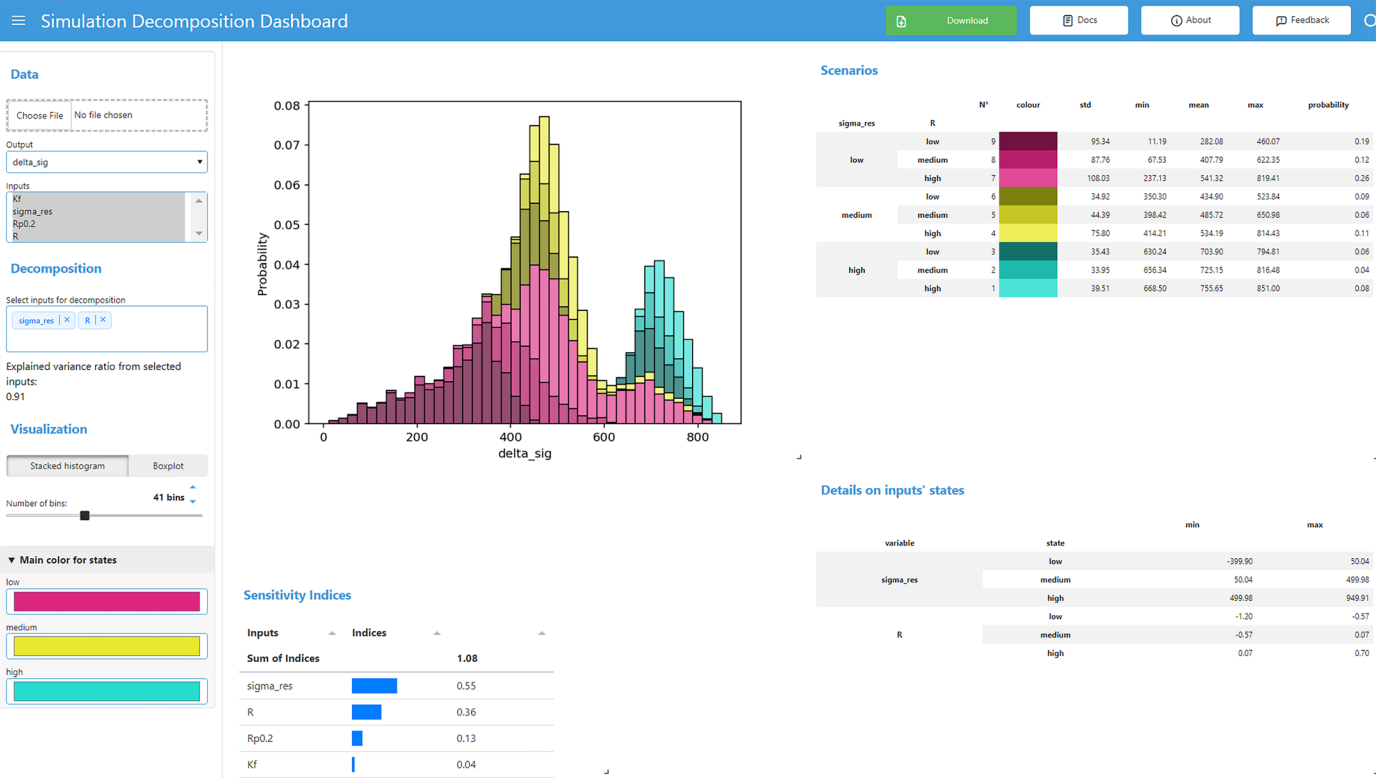 Simulation Decomposition Dashboard
Download
Docs
About
Feedback
Data
Choose File No file chosen
Output
delta_sig
Inputs
Kf
sigma_res
Rp0.2
R
Decomposition
Select inputs for decomposition
sigma_res × R ×
Explained variance ratio from selected
inputs:
0.91
Visualization
Stacked histogram Boxplot
Number of bins: 41 bins
Main color for states
low
medium
high
Probability
0.08
0.07
0.06
0.05
0.04
0.03
0.02
0.01
0.00
0 200 400 600 800
delta_sig
Sensitivity Indices
Inputs Indices
Sum of Indices 1.08
sigma_res 0.55
R 0.36
Rp0.2 0.13
Kf 0.04
Scenarios
N° colour std min mean max probability
sigma_res R
low low 9 95.34 11.19 282.08 460.07 0.19
medium 8 87.76 67.53 407.79 622.35 0.12
high 7 108.03 237.13 541.32 819.41 0.26
medium low 6 34.92 350.30 434.90 523.84 0.09
medium 5 44.39 398.42 485.72 650.98 0.06
high 4 75.80 414.21 534.19 814.43 0.11
high low 3 35.43 630.24 703.90 794.81 0.06
medium 2 33.95 656.34 725.15 816.48 0.04
high 1 39.51 668.50 755.65 851.00 0.08
Details on inputs' states
min max
variable state
sigma_res low -399.90 50.04
medium 50.04 499.98
high 499.98 949.91
R low -1.20 -0.57
medium -0.57 0.07
high 0.07 0.70